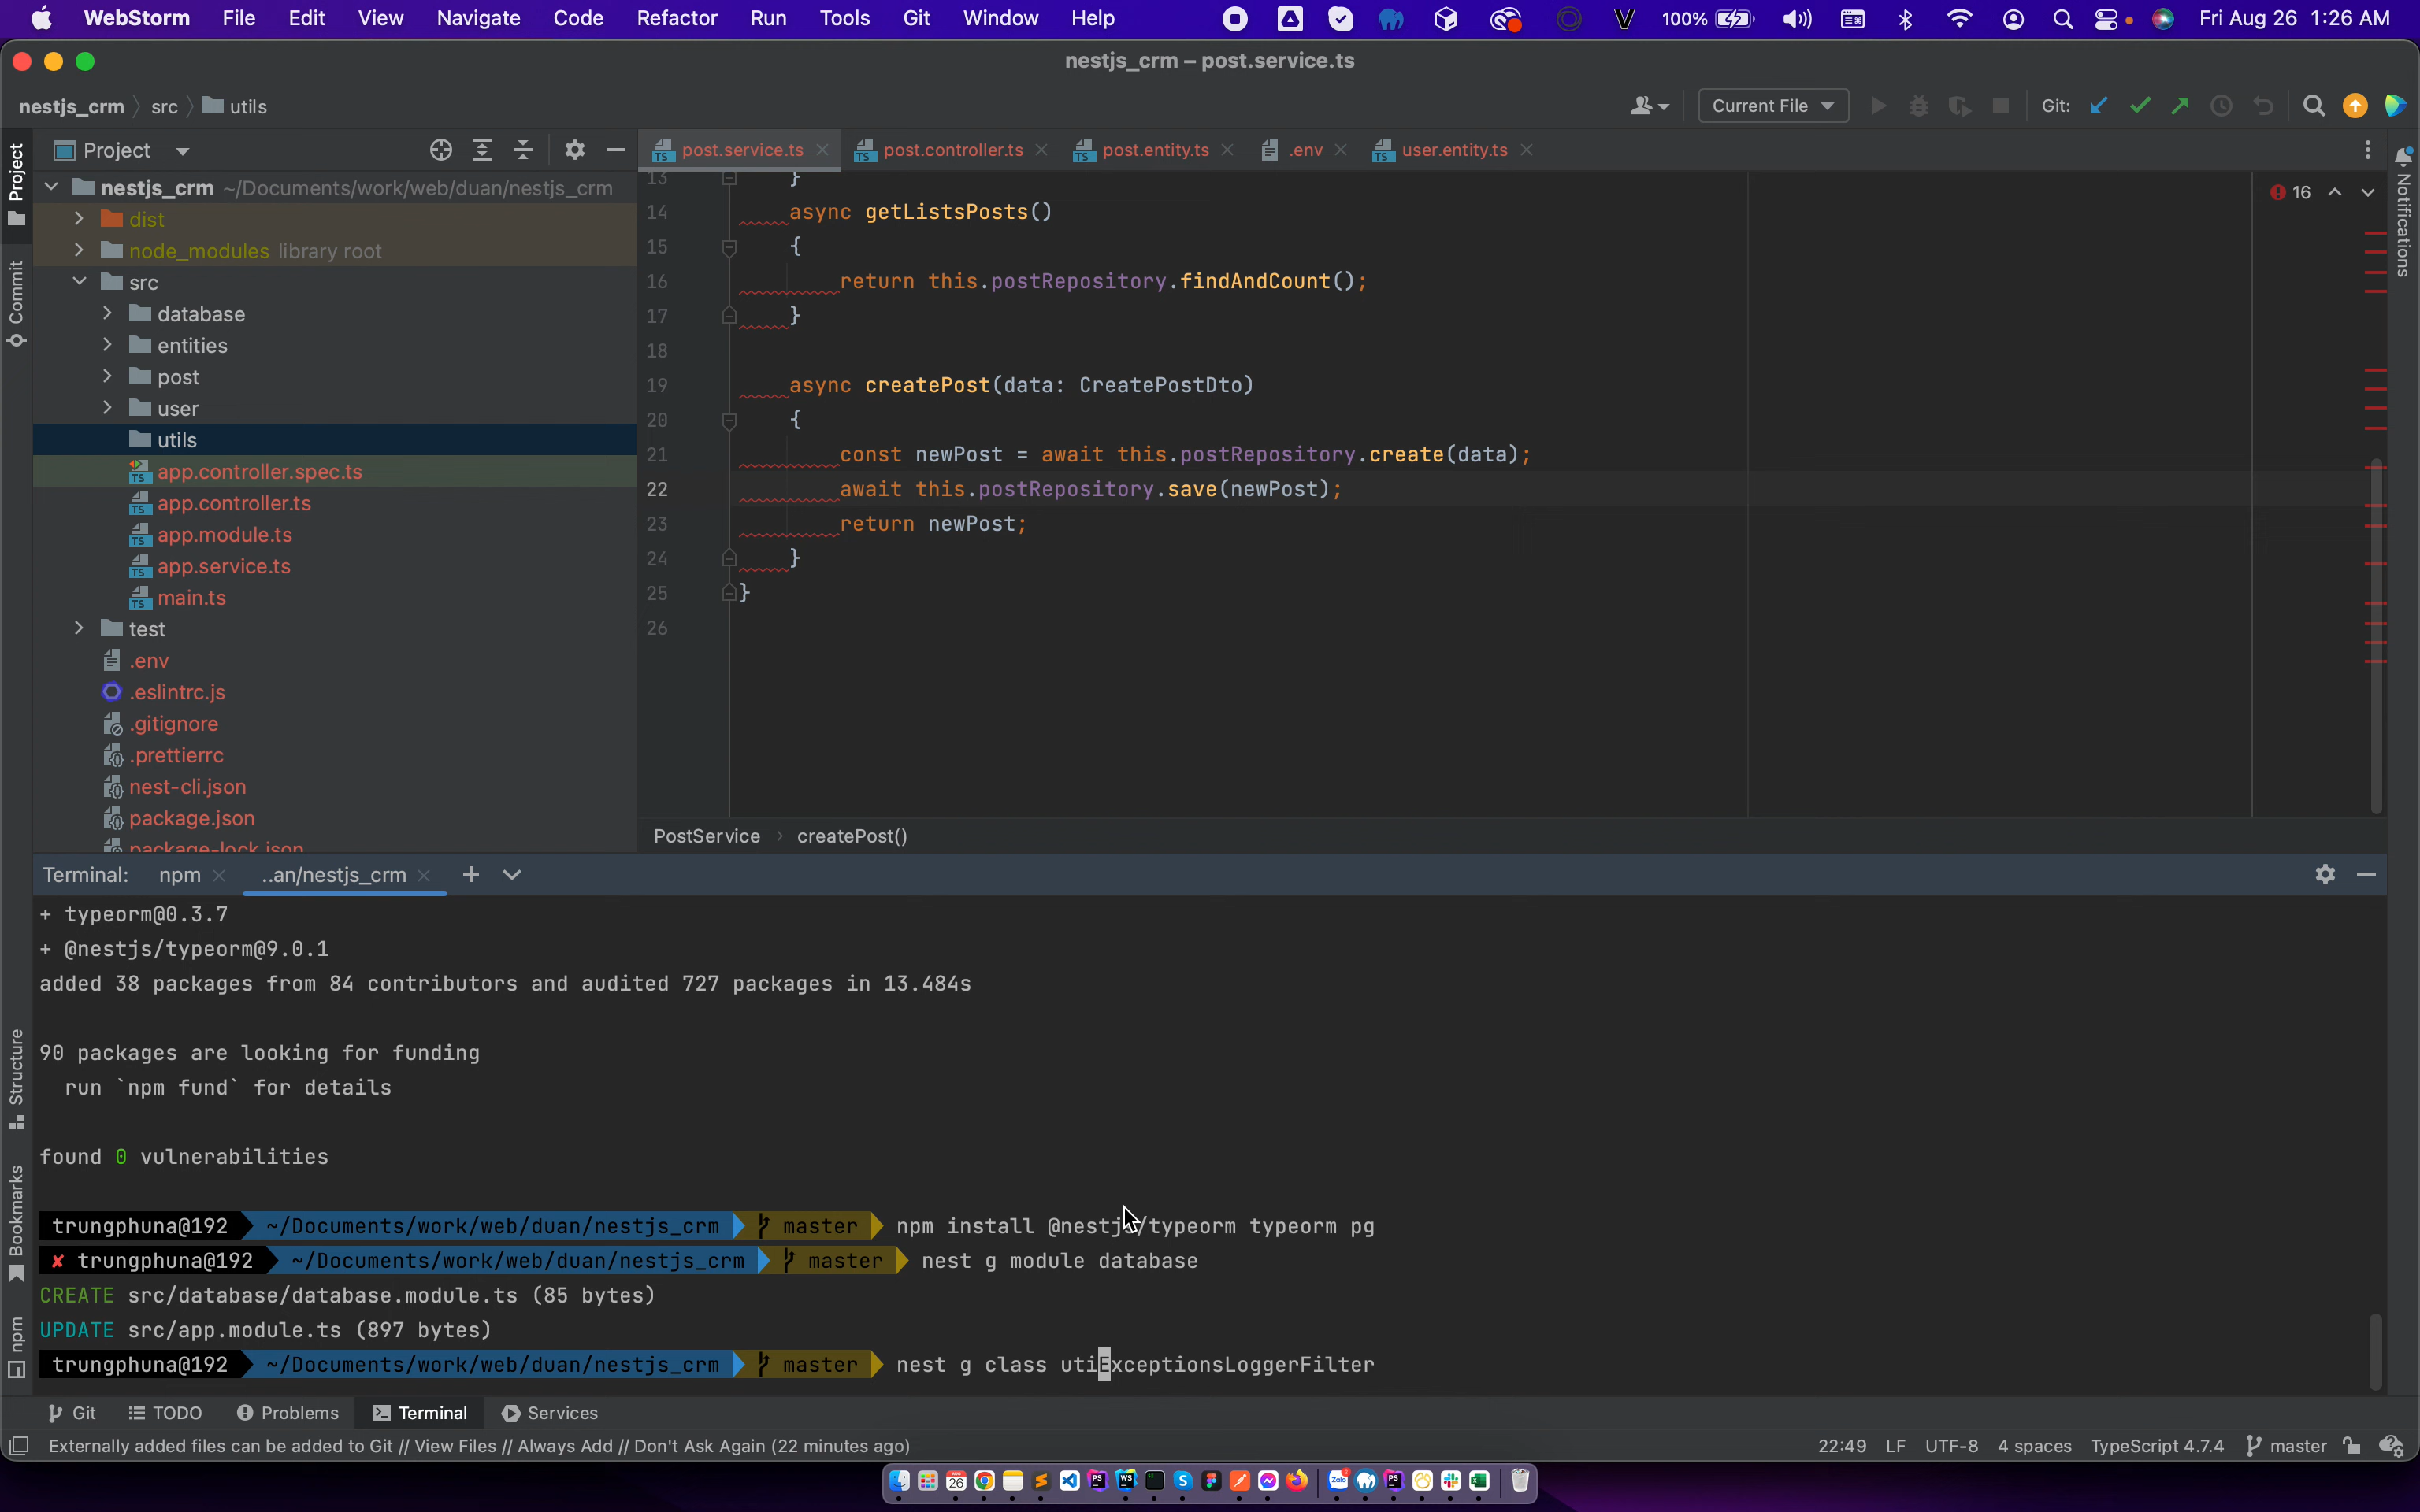 WebStorm File Edit View Navigate Code Refactor Run Tools Git Window Help 100% Fri Aug 26 1:26 AM
nestjs_crm – post.service.ts
nestjs_crm src utils Current File Git:
Project
nestjs_crm ~/Documents/work/web/duan/nestjs_crm
dist
node_modules library root
src
database
entities
post
user
utils
app.controller.spec.ts
app.controller.ts
app.module.ts
app.service.ts
main.ts
test
.env
.eslintrc.js
.gitignore
.prettierrc
nest-cli.json
package.json
package-lock.json
Project
Commit
Structure
Bookmarks
npm
post.service.ts post.controller.ts post.entity.ts .env user.entity.ts
16
Notifications
13 }
14 async getListsPosts()
15 {
16 return this.postRepository.findAndCount();
17 }
18
19 async createPost(data: CreatePostDto)
20 {
21 const newPost = await this.postRepository.create(data);
22 await this.postRepository.save(newPost);
23 return newPost;
24 }
25 }
26
PostService createPost()
Terminal: npm ..an/nestjs_crm
+ typeorm@0.3.7
+ @nestjs/typeorm@9.0.1
added 38 packages from 84 contributors and audited 727 packages in 13.484s
90 packages are looking for funding
run `npm fund` for details
found 0 vulnerabilities
trungphuna@192 ~/Documents/work/web/duan/nestjs_crm master npm install @nestjs/typeorm typeorm pg
✘ trungphuna@192 ~/Documents/work/web/duan/nestjs_crm master nest g module database
CREATE src/database/database.module.ts (85 bytes)
UPDATE src/app.module.ts (897 bytes)
trungphuna@192 ~/Documents/work/web/duan/nestjs_crm master nest g class utiExceptionsLoggerFilter
Git TODO Problems Terminal Services
Externally added files can be added to Git // View Files // Always Add // Don't Ask Again (22 minutes ago) 22:49 LF UTF-8 4 spaces TypeScript 4.7.4 master